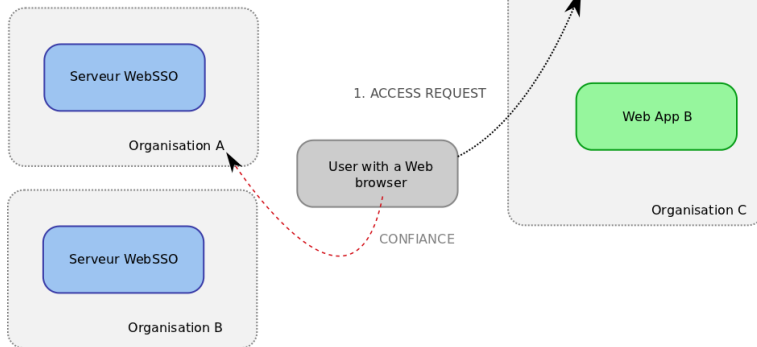 Serveur WebSSO
Organisation A
1. ACCESS REQUEST
Web App B
User with a Web
browser
Organisation C
CONFIANCE
Serveur WebSSO
Organisation B